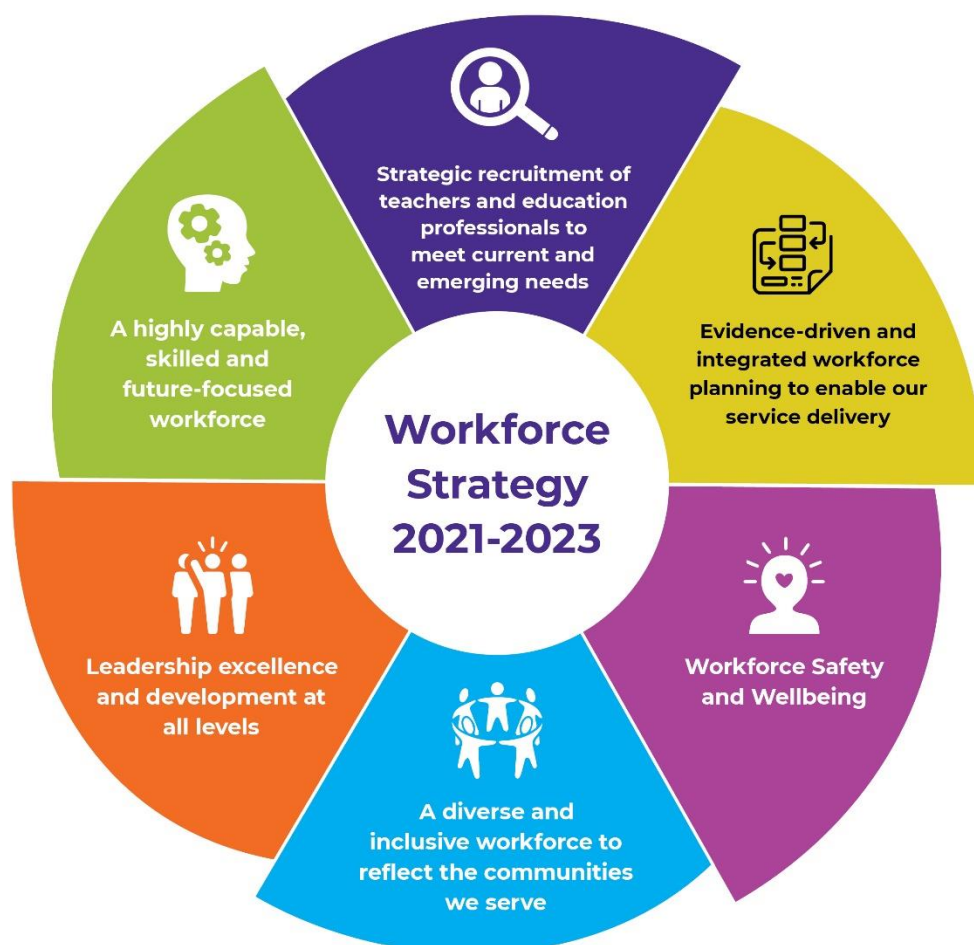 Strategic recruitment of
teachers and education
professionals to
meet current and
emerging needs
Evidence-driven and
integrated workforce
planning to enable our
service delivery
Workforce Safety
and Wellbeing
A diverse and
inclusive workforce to
reflect the communities
we serve
Leadership excellence
and development at
all levels
A highly capable,
skilled and
future-focused
workforce
Workforce
Strategy
2021-2023